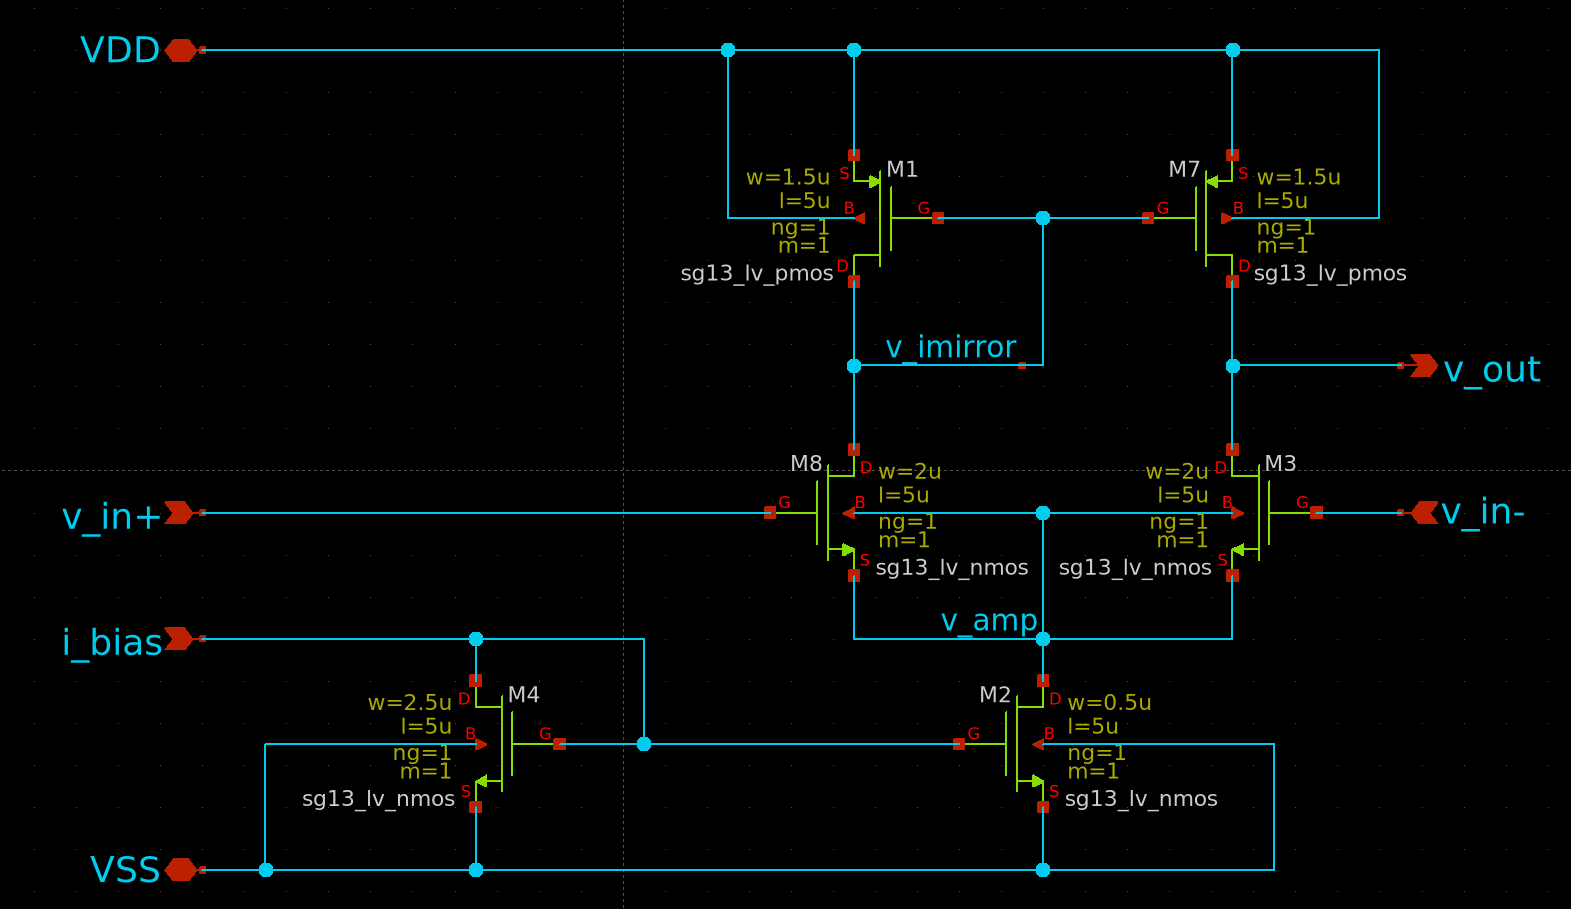 VDD
M1
S
w=1.5u
l=5u
B
G
ng=1
m=1
D
sg13_lv_pmos
M7
S
w=1.5u
l=5u
G
B
ng=1
m=1
D
sg13_lv_pmos
v_imirror
v_out
M8
D
w=2u
l=5u
G
B
ng=1
m=1
S
sg13_lv_nmos
w=2u
D
M3
l=5u
B
G
ng=1
m=1
S
sg13_lv_nmos
v_in+
v_in-
v_amp
i_bias
M4
w=2.5u
D
l=5u
B
G
ng=1
m=1
S
sg13_lv_nmos
M2
D
w=0.5u
l=5u
G
B
ng=1
m=1
S
sg13_lv_nmos
VSS